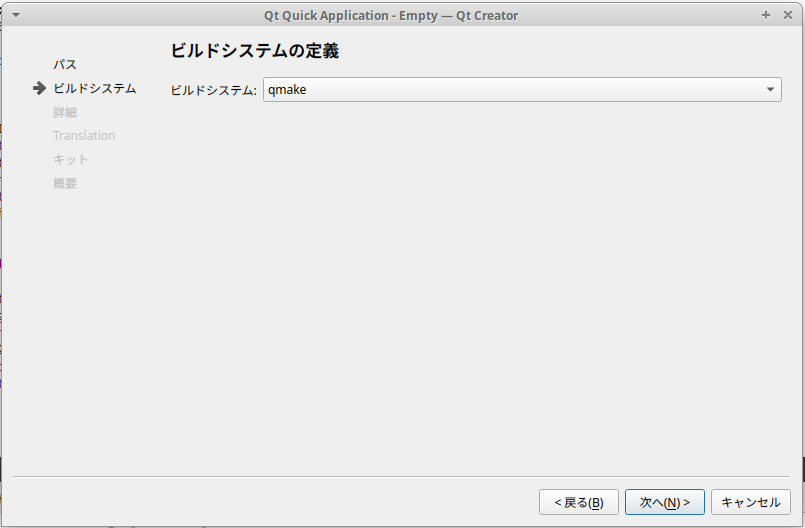 Qt Quick Application - Empty — Qt Creator
パス
ビルドシステム
詳細
Translation
キット
概要
ビルドシステムの定義
ビルドシステム: qmake
< 戻る(B) 次へ(N) > キャンセル